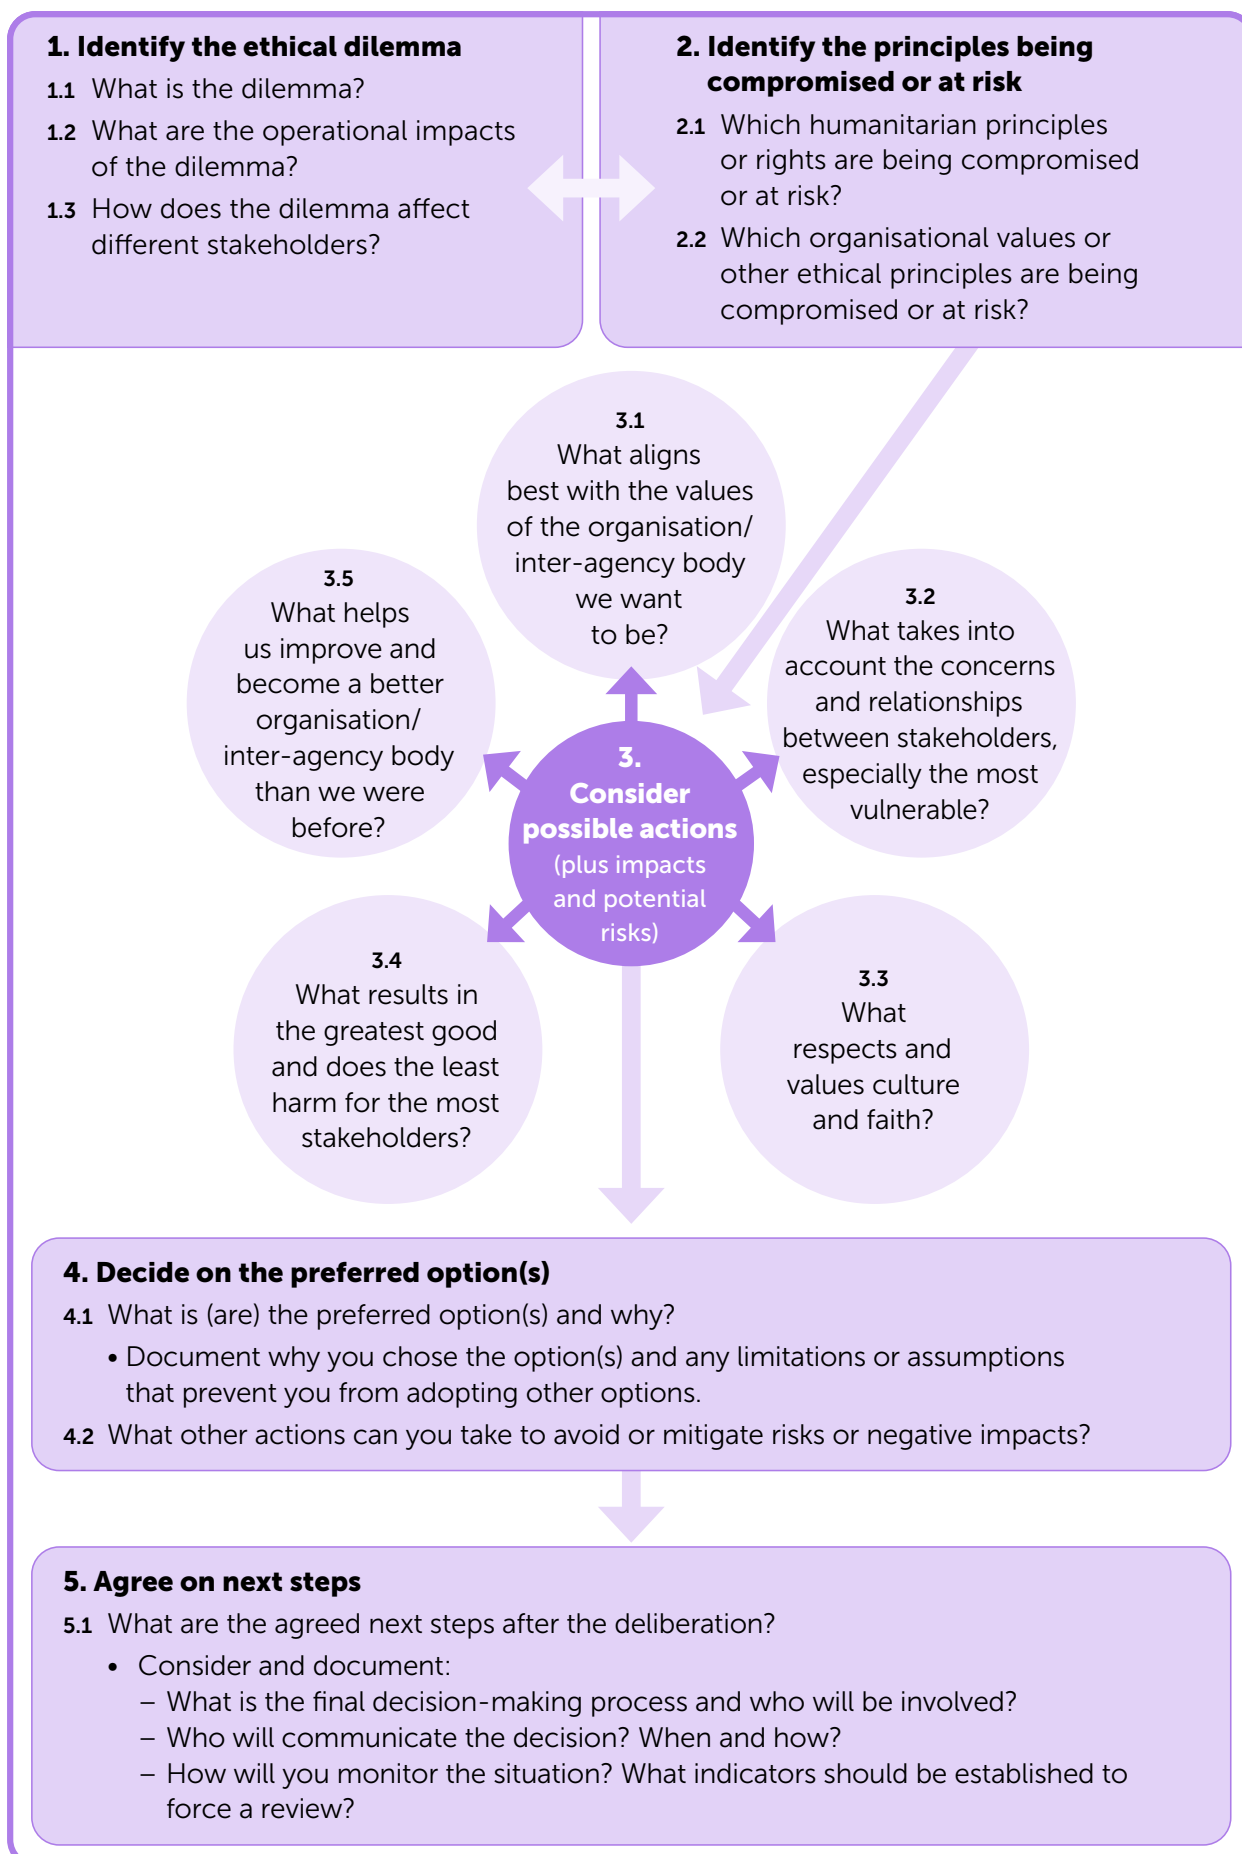 1. Identify the ethical dilemma
1.1 What is the dilemma?
1.2 What are the operational impacts
of the dilemma?
1.3 How does the dilemma affect
different stakeholders?
2. Identify the principles being
compromised or at risk
2.1 Which humanitarian principles
or rights are being compromised
or at risk?
2.2 Which organisational values or
other ethical principles are being
compromised or at risk?
3.1
What aligns
best with the values
of the organisation/
inter-agency body
we want
to be?
3.2
What takes into
account the concerns
and relationships
between stakeholders,
especially the most
vulnerable?
3.3
What
respects and
values culture
and faith?
3.4
What results in
the greatest good
and does the least
harm for the most
stakeholders?
3.5
What helps
us improve and
become a better
organisation/
inter-agency body
than we were
before?
3.
Consider
possible actions
(plus impacts
and potential
risks)
4. Decide on the preferred option(s)
4.1 What is (are) the preferred option(s) and why?
• Document why you chose the option(s) and any limitations or assumptions
that prevent you from adopting other options.
4.2 What other actions can you take to avoid or mitigate risks or negative impacts?
5. Agree on next steps
5.1 What are the agreed next steps after the deliberation?
• Consider and document:
– What is the final decision-making process and who will be involved?
– Who will communicate the decision? When and how?
– How will you monitor the situation? What indicators should be established to
force a review?